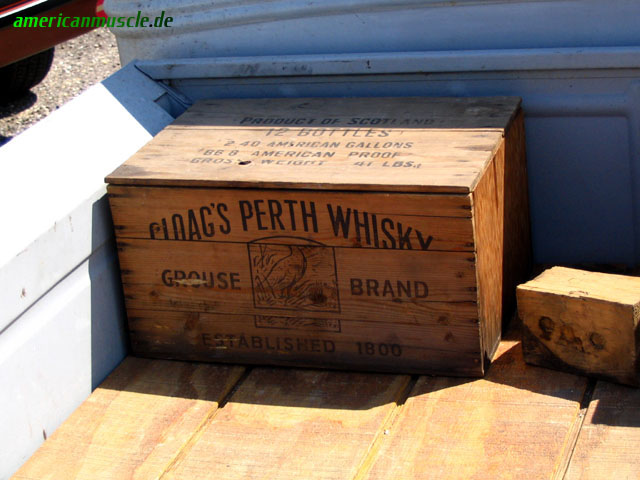 americanmuscle.de
PRODUCT OF SCOTLAND
12 BOTTLES
2.40 AMERICAN GALLONS
86.8 AMERICAN PROOF
GROSS WEIGHT 41 LBS.
GLOAG'S PERTH WHISKY
GROUSE BRAND
ESTABLISHED 1800